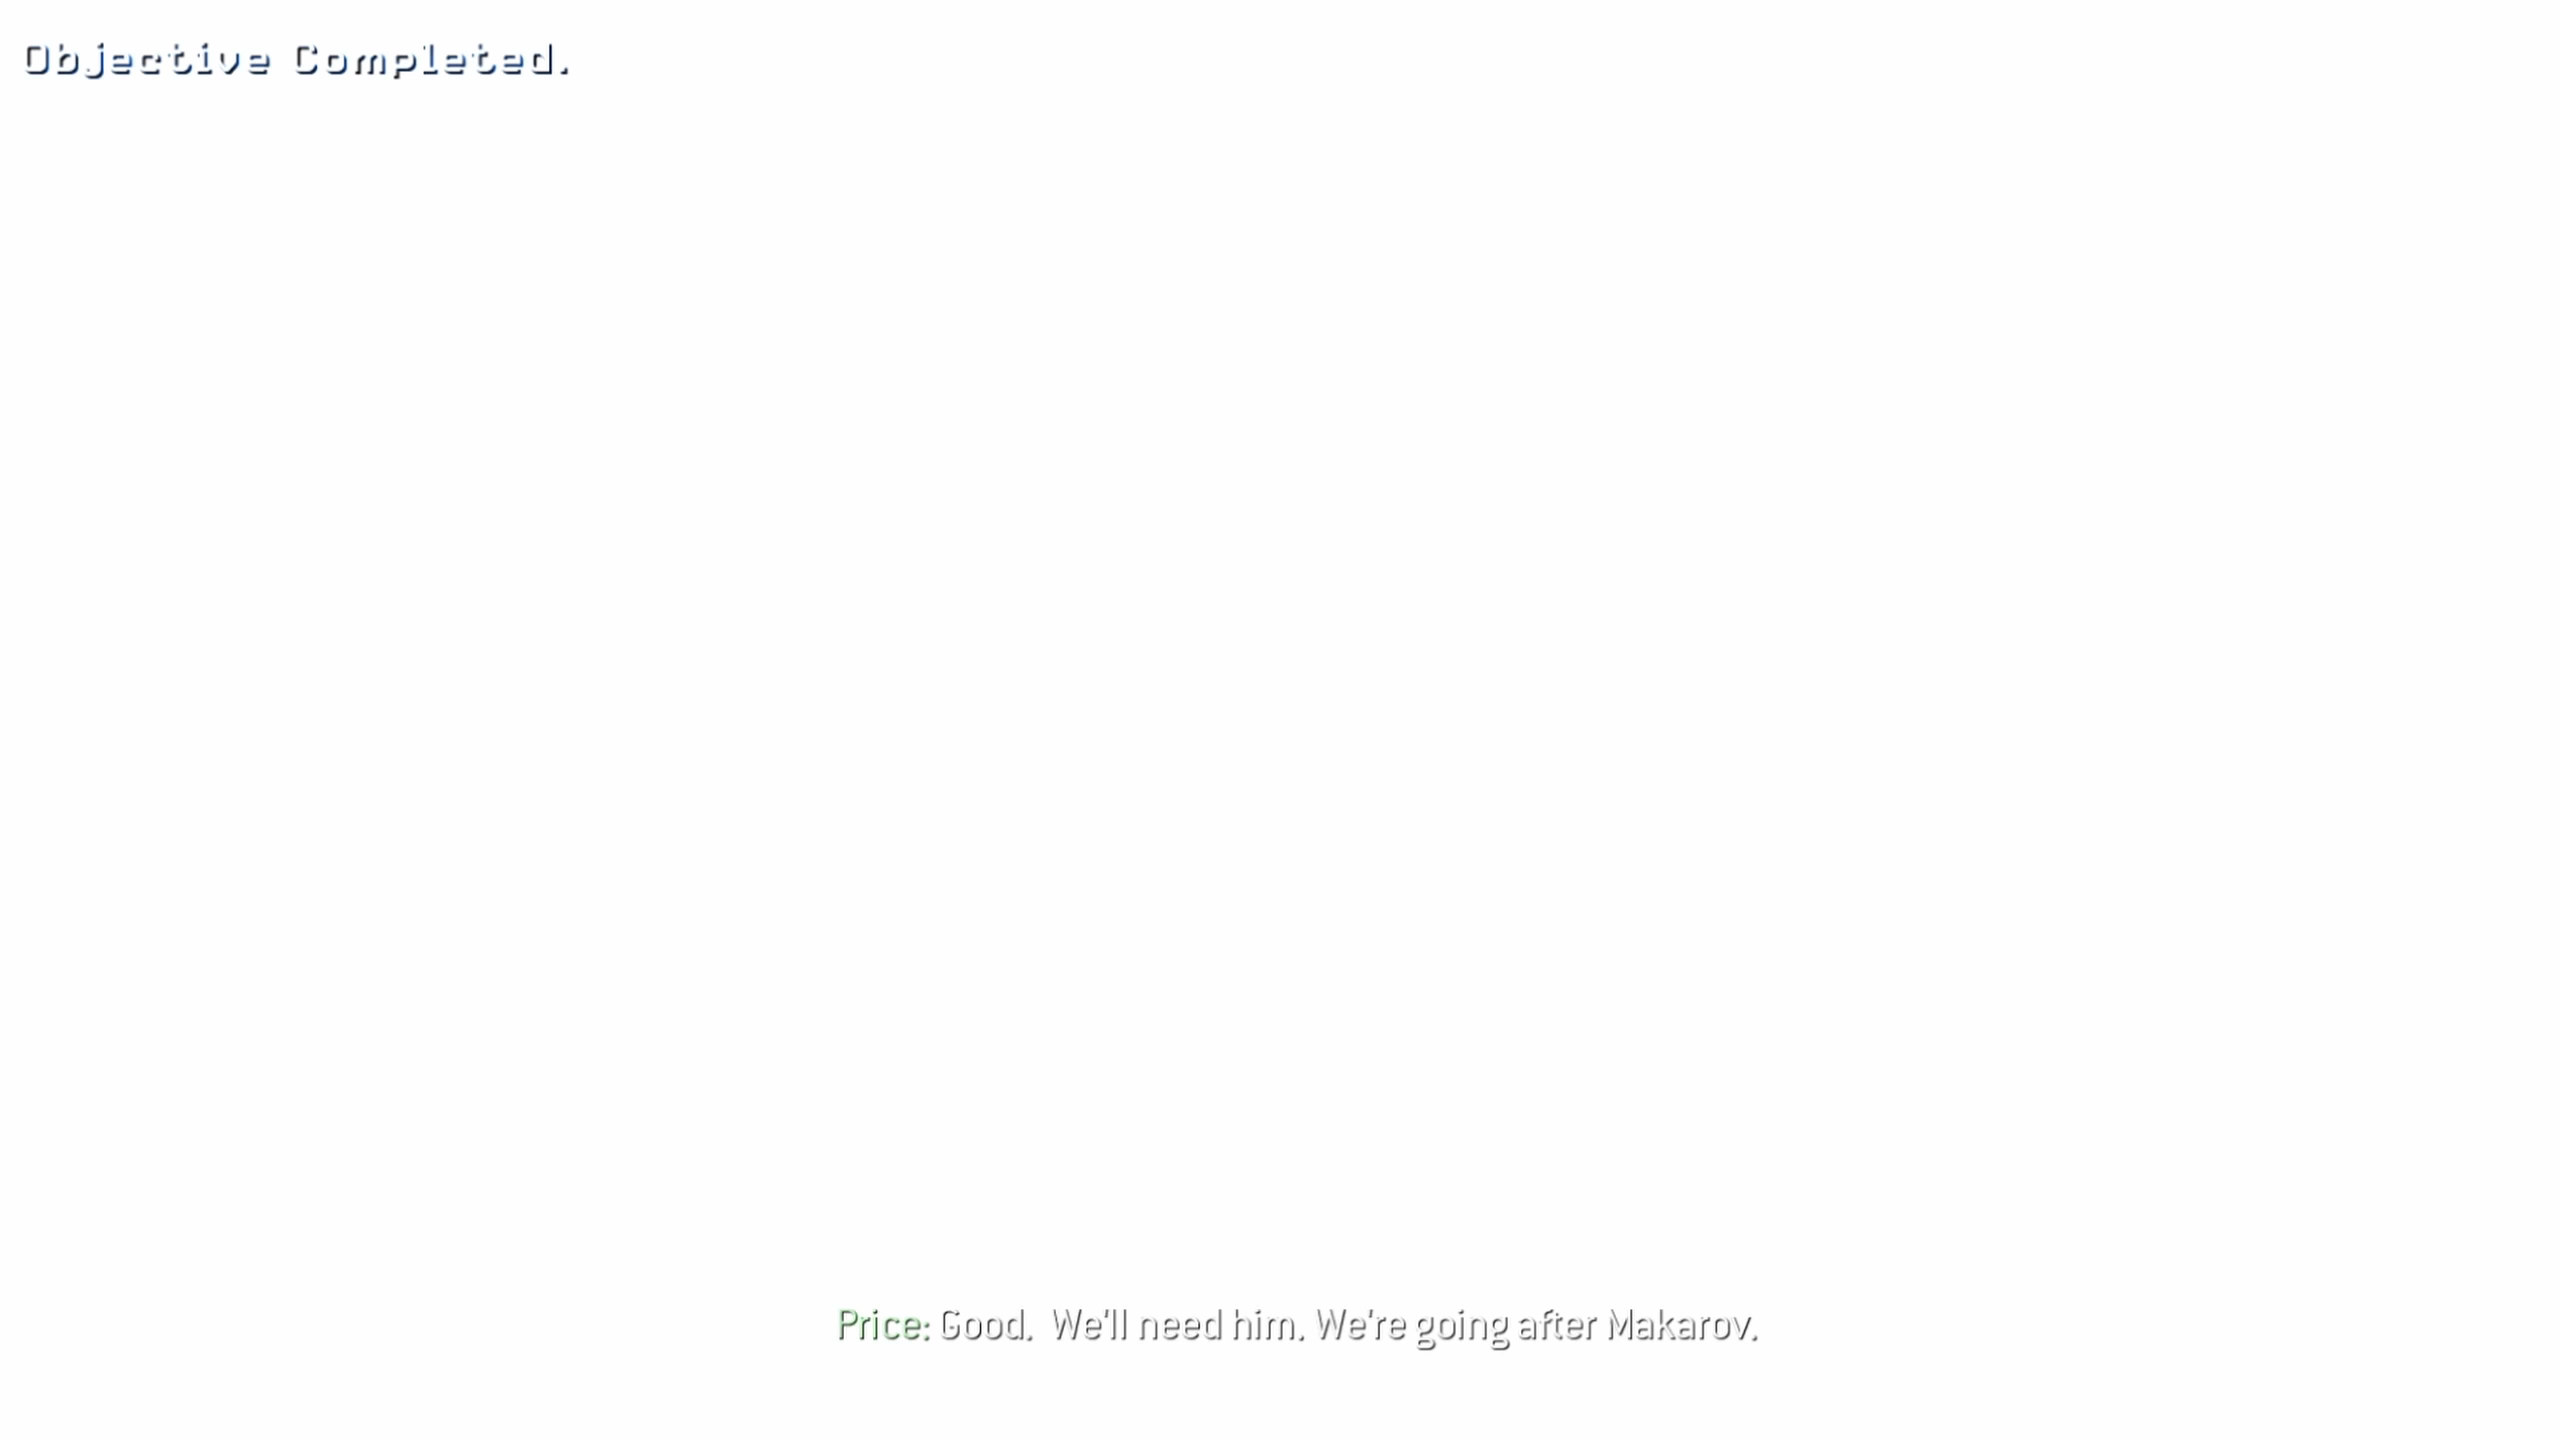 Objective Completed.
Price: Good.  We'll need him. We're going after Makarov.